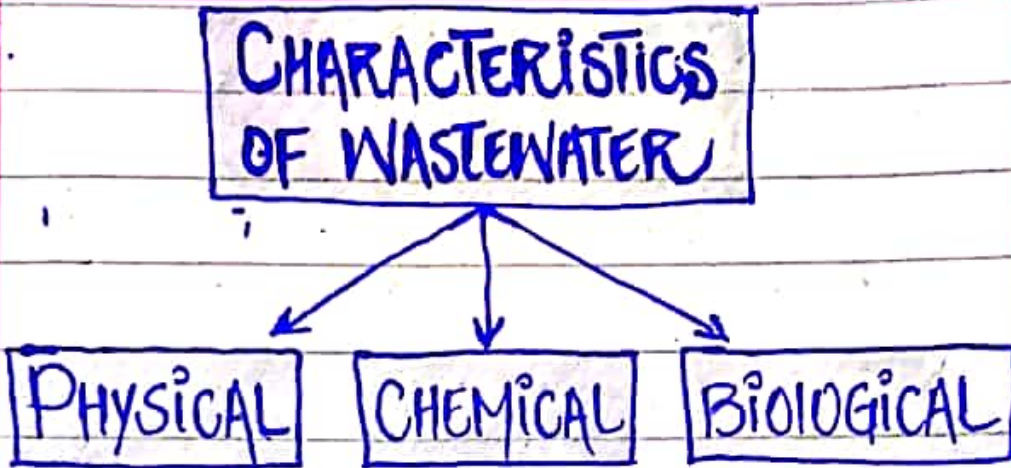 CHARACTERISTICS
OF WASTEWATER
PHYSICAL
CHEMICAL
BIOLOGICAL